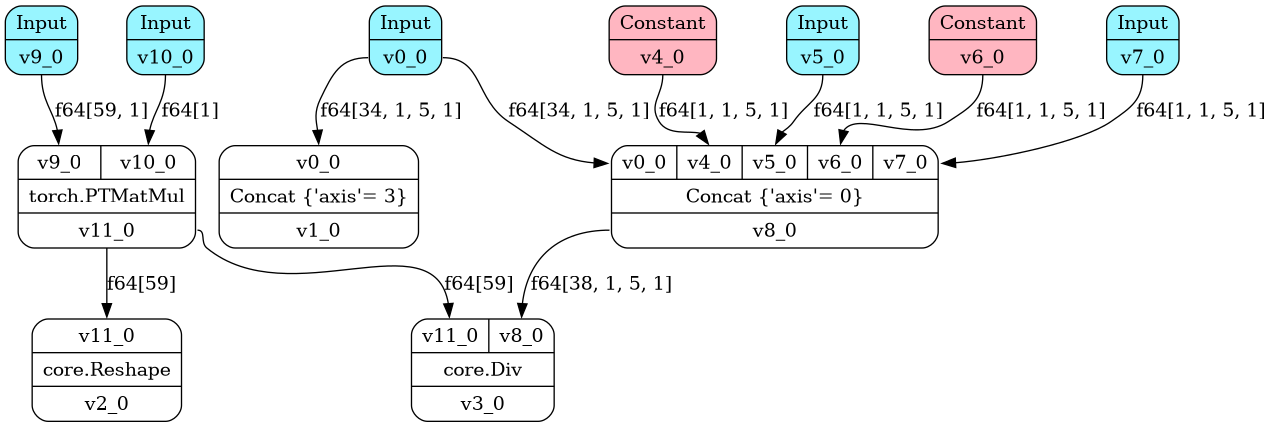 Input
v9_0
Input
v10_0
Input
v0_0
Constant
v4_0
Input
v5_0
Constant
v6_0
Input
v7_0
f64[59, 1]
f64[1]
f64[34, 1, 5, 1]
f64[34, 1, 5, 1]
f64[1, 1, 5, 1]
f64[1, 1, 5, 1]
f64[1, 1, 5, 1]
f64[1, 1, 5, 1]
v9_0 v10_0
torch.PTMatMul
v11_0
v0_0
Concat {'axis'= 3}
v1_0
v0_0 v4_0 v5_0 v6_0 v7_0
Concat {'axis'= 0}
v8_0
f64[59]
f64[59]
f64[38, 1, 5, 1]
v11_0
core.Reshape
v2_0
v11_0 v8_0
core.Div
v3_0